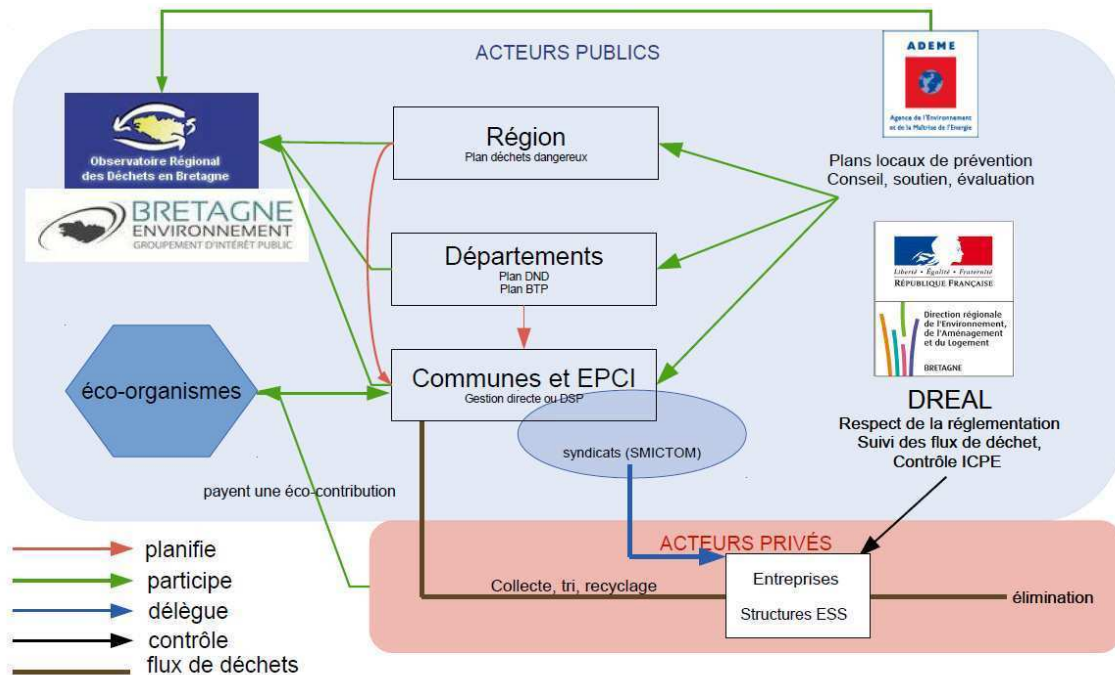 ACTEURS PUBLICS
ADEME
Agence de l'Environnement
et de la Maîtrise de l'Energie
Observatoire Régional
des Déchets en Bretagne
BRETAGNE
ENVIRONNEMENT
GROUPEMENT D'INTÉRÊT PUBLIC
Région
Plan déchets dangereux
Plans locaux de prévention
Conseil, soutien, évaluation
Départements
Plan DND
Plan BTP
Liberté • Égalité • Fraternité
RÉPUBLIQUE FRANÇAISE
Direction régionale
de l'Environnement,
de l'Aménagement
et du Logement
BRETAGNE
éco-organismes
Communes et EPCI
Gestion directe ou DSP
syndicats (SMICTOM)
DREAL
Respect de la réglementation
Suivi des flux de déchet,
Contrôle ICPE
payent une éco-contribution
ACTEURS PRIVÉS
Collecte, tri, recyclage
Entreprises
Structures ESS
élimination
planifie
participe
délègue
contrôle
flux de déchets